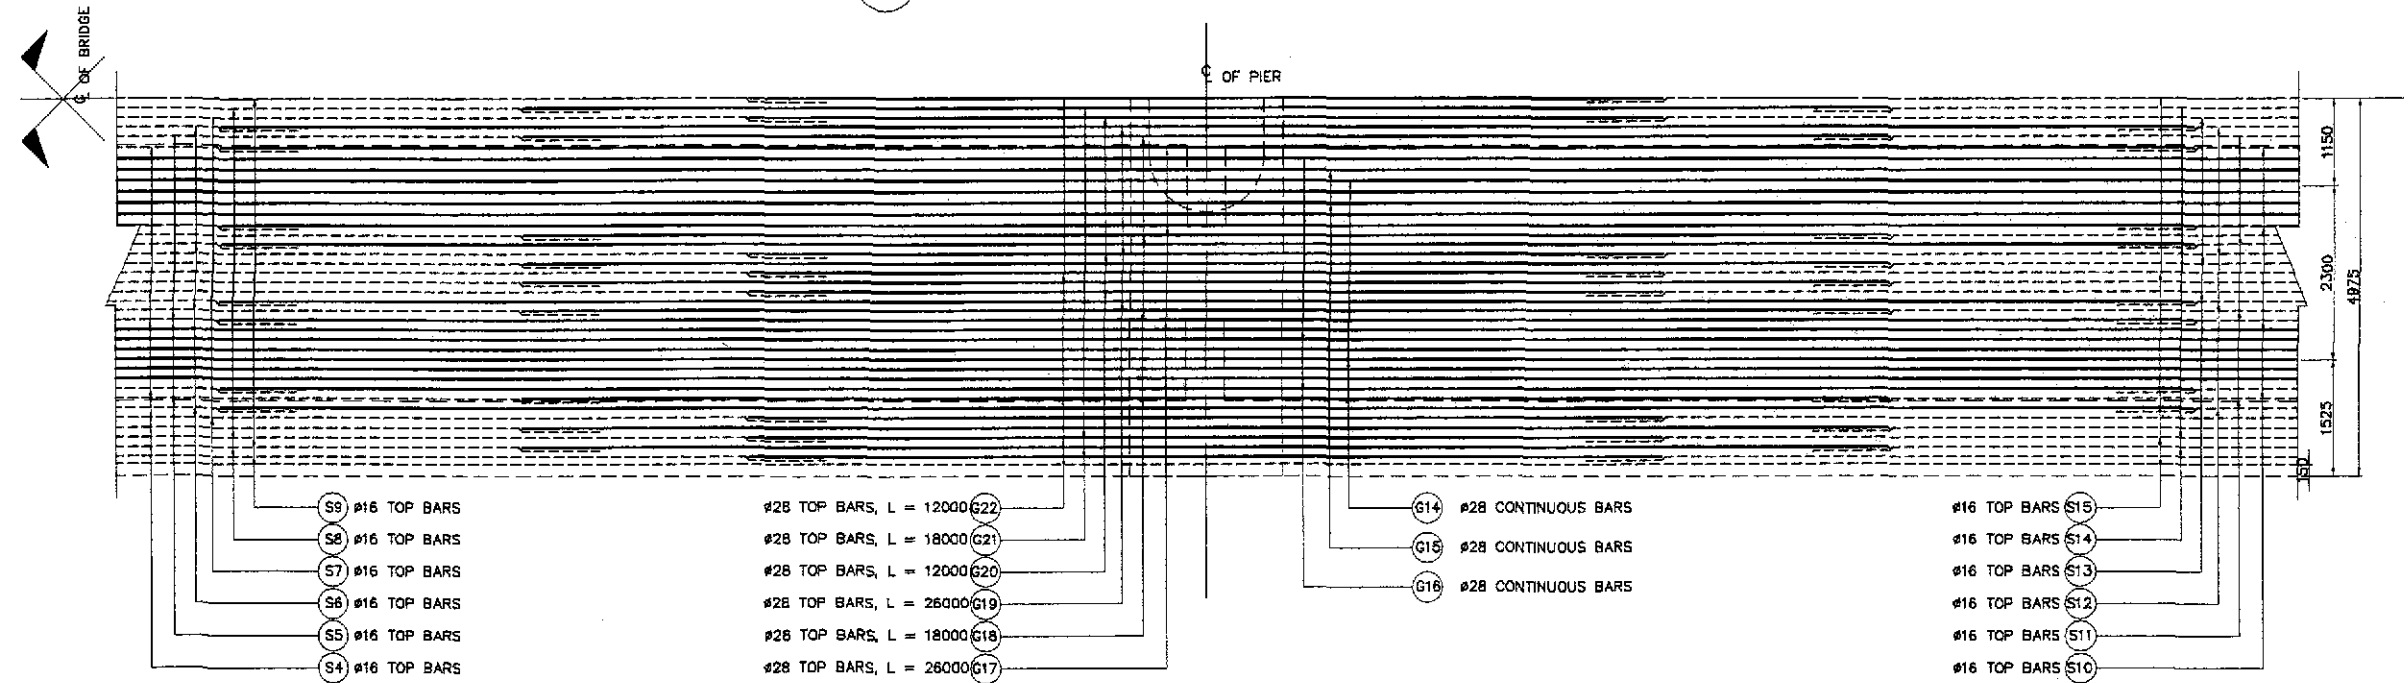 ℄ OF BRIDGE
℄ OF PIER
1150
2300
4975
1525
150
S9 ø16 TOP BARS
S8 ø16 TOP BARS
S7 ø16 TOP BARS
S6 ø16 TOP BARS
S5 ø16 TOP BARS
S4 ø16 TOP BARS
ø28 TOP BARS, L = 12000 G22
ø28 TOP BARS, L = 18000 G21
ø28 TOP BARS, L = 12000 G20
ø28 TOP BARS, L = 26000 G19
ø28 TOP BARS, L = 18000 G18
ø28 TOP BARS, L = 26000 G17
G14 ø28 CONTINUOUS BARS
G15 ø28 CONTINUOUS BARS
G16 ø28 CONTINUOUS BARS
ø16 TOP BARS S15
ø16 TOP BARS S14
ø16 TOP BARS S13
ø16 TOP BARS S12
ø16 TOP BARS S11
ø16 TOP BARS S10